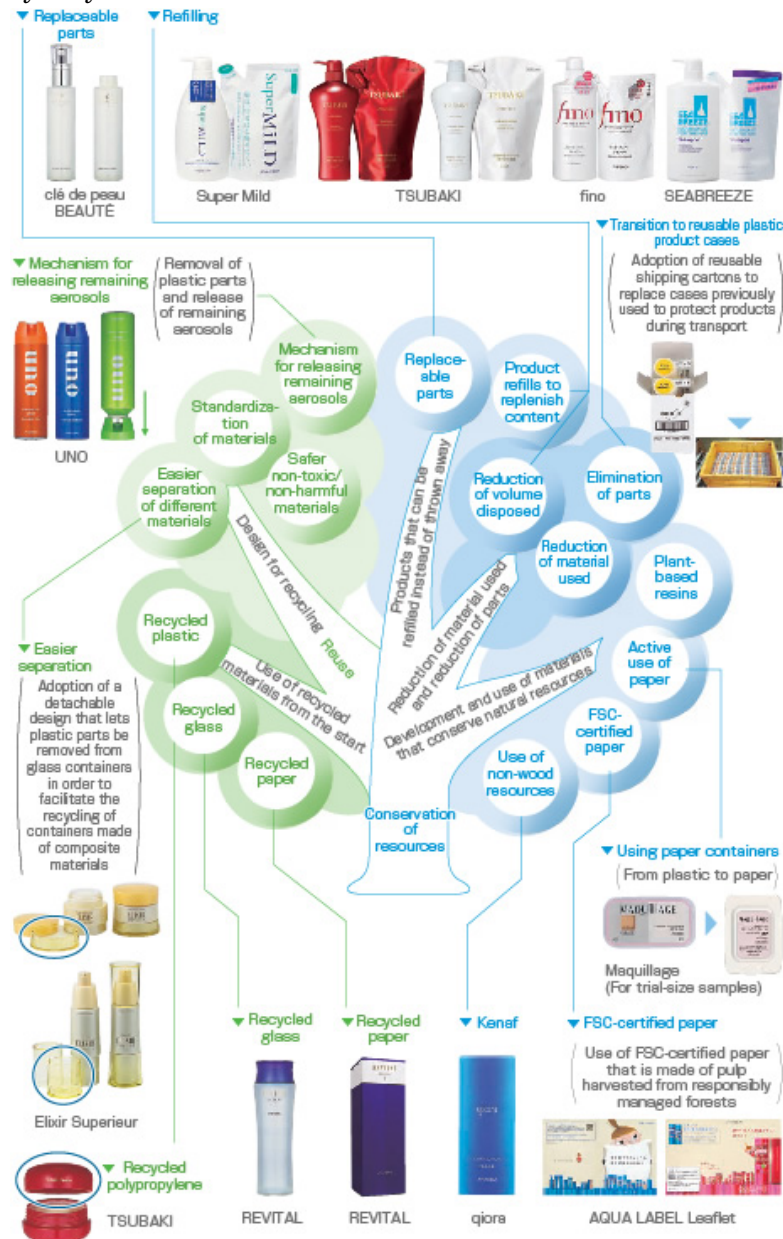 ▼Replaceable
parts
▼Refilling
clé de peau
BEAUTÉ
Super Mild
TSUBAKI
fino
SEABREEZE
▼Mechanism for
releasing remaining
aerosols
(Removal of
plastic parts
and release of
remaining
aerosols)
UNO
▼Transition to reusable plastic
product cases
(Adoption of reusable
shipping cartons to
replace cases previously
used to protect products
during transport)
Mechanism
for releasing
remaining
aerosols
Standardiza-
tion of
materials
Safer
non-toxic/
non-harmful
materials
Easier
separation
of different
materials
Design for recycling
Reuse
Replace-
able
parts
Product
refills to
replenish
content
Products that can be
refilled instead of thrown away
Reduction
of volume
disposed
Elimination
of parts
Reduction
of material
used
Reduction of material used
and reduction of parts
Plant-
based
resins
Active
use of
paper
FSC-
certified
paper
Use of
non-wood
resources
Development and use of materials
that conserve natural resources
Recycled
plastic
Recycled
glass
Recycled
paper
Use of recycled
materials from the start
Conservation
of
resources
▼Easier
separation
(Adoption of a
detachable
design that lets
plastic parts be
removed from
glass containers
in order to
facilitate the
recycling of
containers made
of composite
materials)
Elixir Superieur
▼Using paper containers
(From plastic to paper)
MAQUILLAGE
Maquillage
(For trial-size samples)
▼Recycled
polypropylene
TSUBAKI
▼Recycled
glass
REVITAL
▼Recycled
paper
REVITAL
▼Kenaf
qiora
▼FSC-certified paper
(Use of FSC-certified paper
that is made of pulp
harvested from responsibly
managed forests)
AQUA LABEL Leaflet